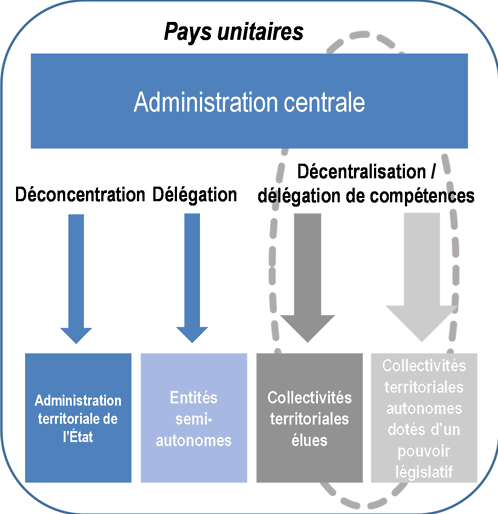 Pays unitaires
Administration centrale
Déconcentration
Délégation
Décentralisation /
délégation de compétences
Administration
territoriale de
l'État
Entités
semi-
autonomes
Collectivités
territoriales
élues
Collectivités
territoriales
autonomes
dotés d'un
pouvoir
législatif